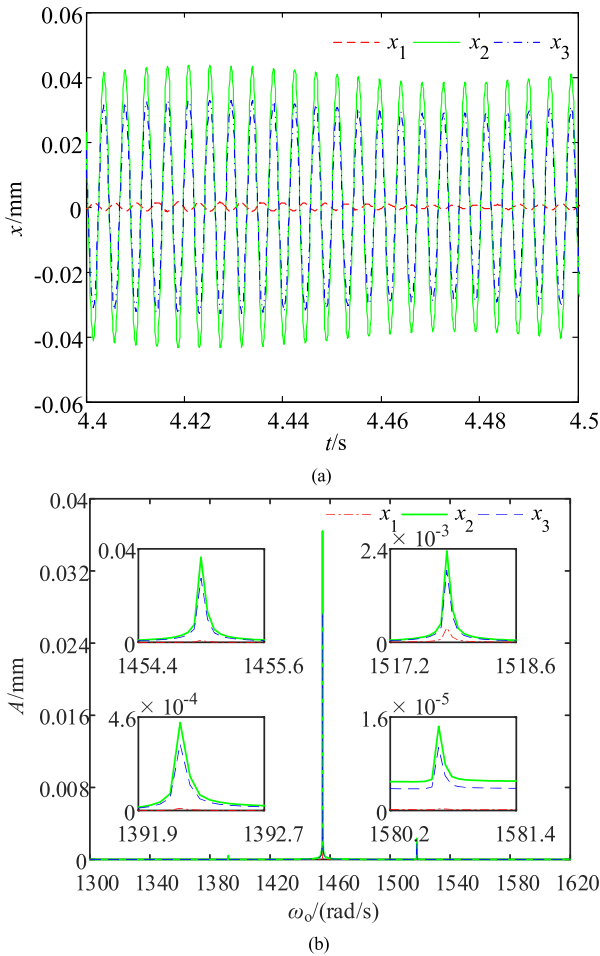 0.06
x₁ x₂ x₃
0.04
0.02
0
-0.02
-0.04
-0.06
x/mm
4.4 4.42 4.44 4.46 4.48 4.5
t/s
(a)
0.04
x₁ x₂ x₃
0.032
0.024
0.016
0.008
0
A/mm
0.04
0
1454.4 1455.6
2.4 × 10⁻³
0
1517.2 1518.6
4.6 × 10⁻⁴
0
1391.9 1392.7
1.6 × 10⁻⁵
0
1580.2 1581.4
1300 1340 1380 1420 1460 1500 1540 1580 1620
ωₒ/(rad/s)
(b)